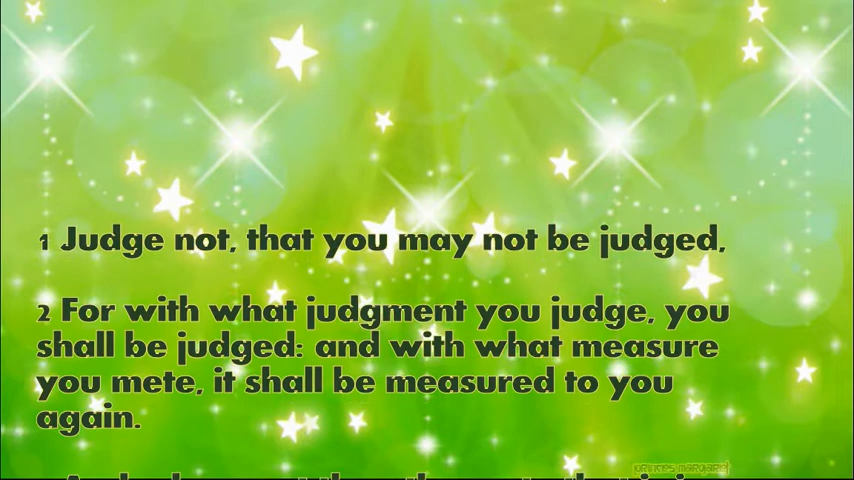 1 Judge not, that you may not be judged,
2 For with what judgment you judge, you
shall be judged: and with what measure
you mete, it shall be measured to you
again.